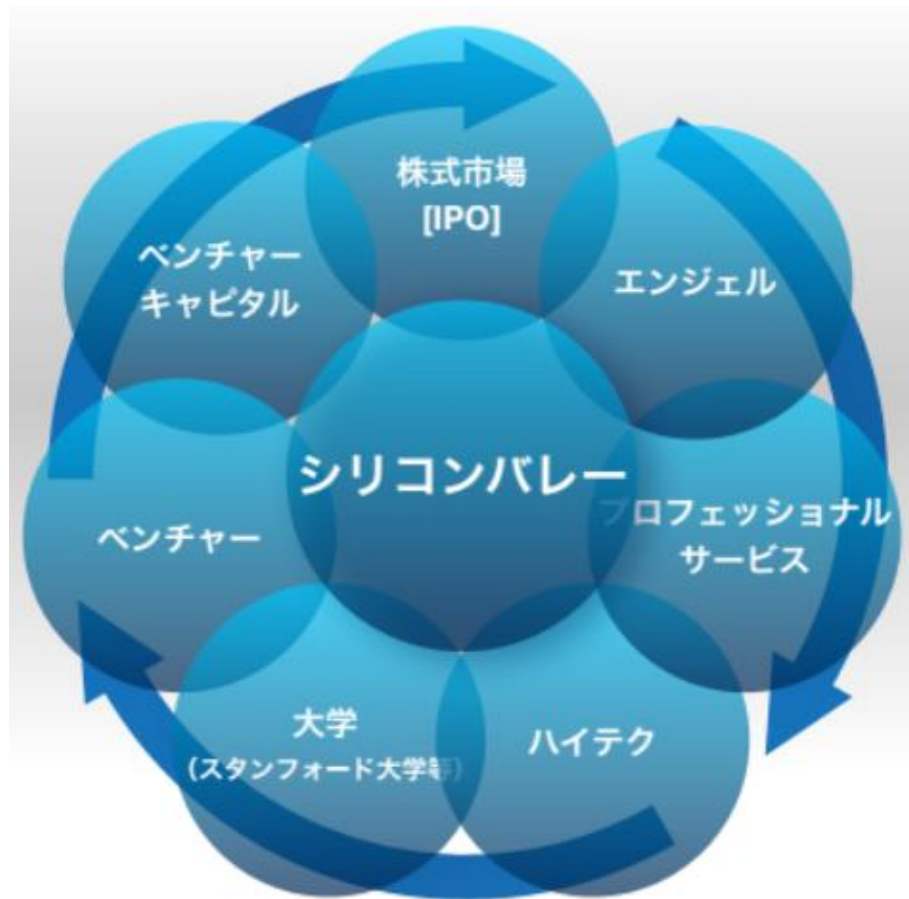 株式市場
[IPO]
エンジェル
プロフェッショナル
サービス
ハイテク
大学
(スタンフォード大学等)
ベンチャー
ベンチャー
キャピタル
シリコンバレー